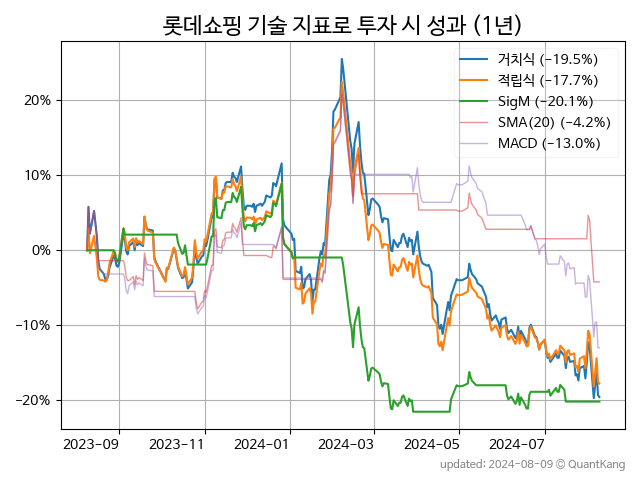 롯데쇼핑 기술 지표로 투자 시 성과 (1년)
거치식 (−19.5%)
적립식 (−17.7%)
SigM (−20.1%)
SMA(20) (−4.2%)
MACD (−13.0%)
20%
10%
0%
−10%
−20%
2023-09
2023-11
2024-01
2024-03
2024-05
2024-07
updated: 2024-08-09 © QuantKang